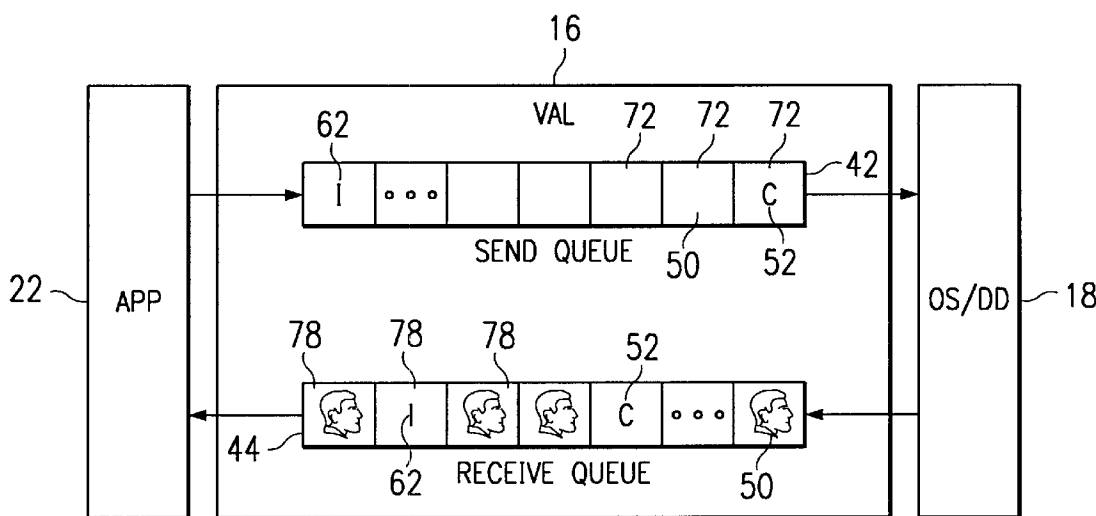 16
VAL
62 72 72 72
42
I C
SEND QUEUE 50 52
22 APP OS/DD 18
78 78 78 52
I C
44 62 50
RECEIVE QUEUE